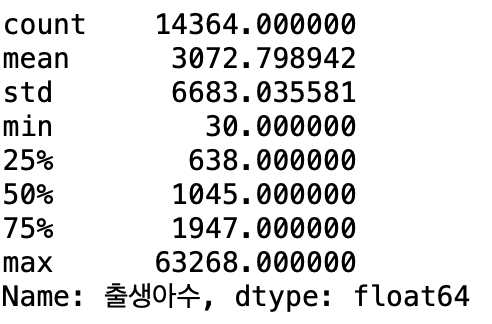 count    14364.000000
mean      3072.798942
std       6683.035581
min         30.000000
25%        638.000000
50%       1045.000000
75%       1947.000000
max      63268.000000
Name: 출생아수, dtype: float64